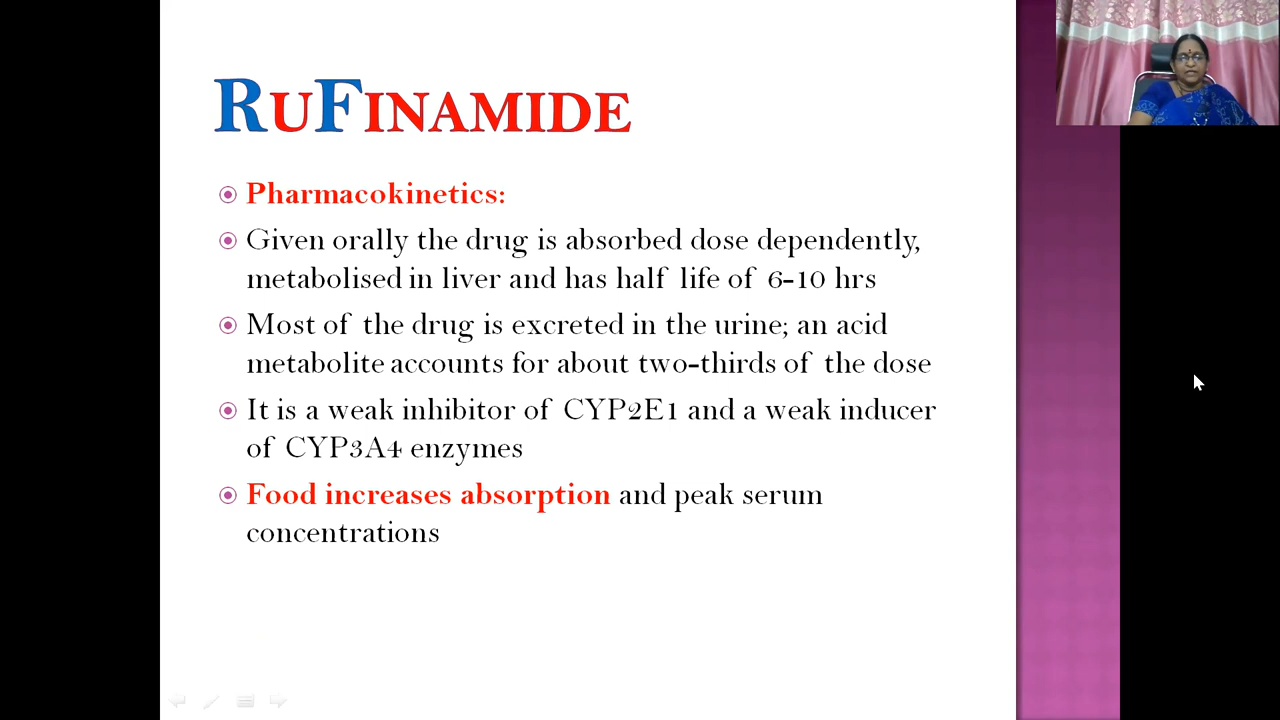 RUFINAMIDE
Pharmacokinetics:
Given orally the drug is absorbed dose dependently,
metabolised in liver and has half life of 6-10 hrs
Most of the drug is excreted in the urine; an acid
metabolite accounts for about two-thirds of the dose
It is a weak inhibitor of CYP2E1 and a weak inducer
of CYP3A4 enzymes
Food increases absorption and peak serum
concentrations